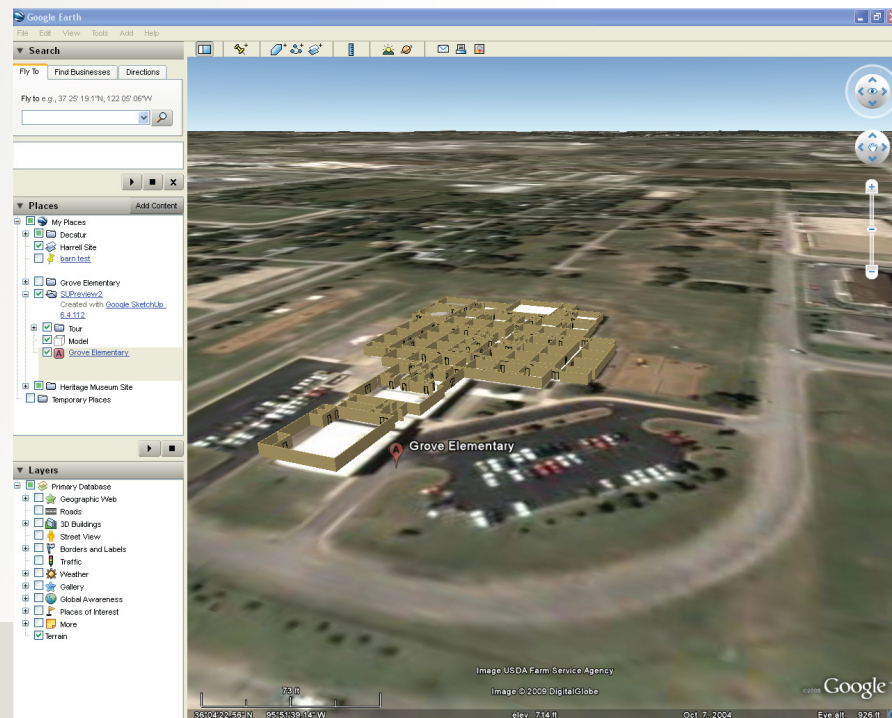 Google Earth
File Edit View Tools Add Help
Search
Fly To Find Businesses Directions
Fly to e.g., 37 25' 19.1"N, 122 05' 06"W
Places Add Content
My Places
Decatur
Harrell Site
barn test
Grove Elementary
SUPreview2
Created with Google SketchUp
6.4.112
Tour
Model
A Grove Elementary
Heritage Museum Site
Temporary Places
Layers
Primary Database
Geographic Web
Roads
3D Buildings
Street View
Borders and Labels
Traffic
Weather
Gallery
Global Awareness
Places of Interest
More
Terrain
A Grove Elementary
Image USDA Farm Service Agency
Image © 2009 DigitalGlobe
Google
73 ft
36°04'22.56" N 95°51'39.14" W elev 714 ft Oct 7, 2004 Eye alt 926 ft